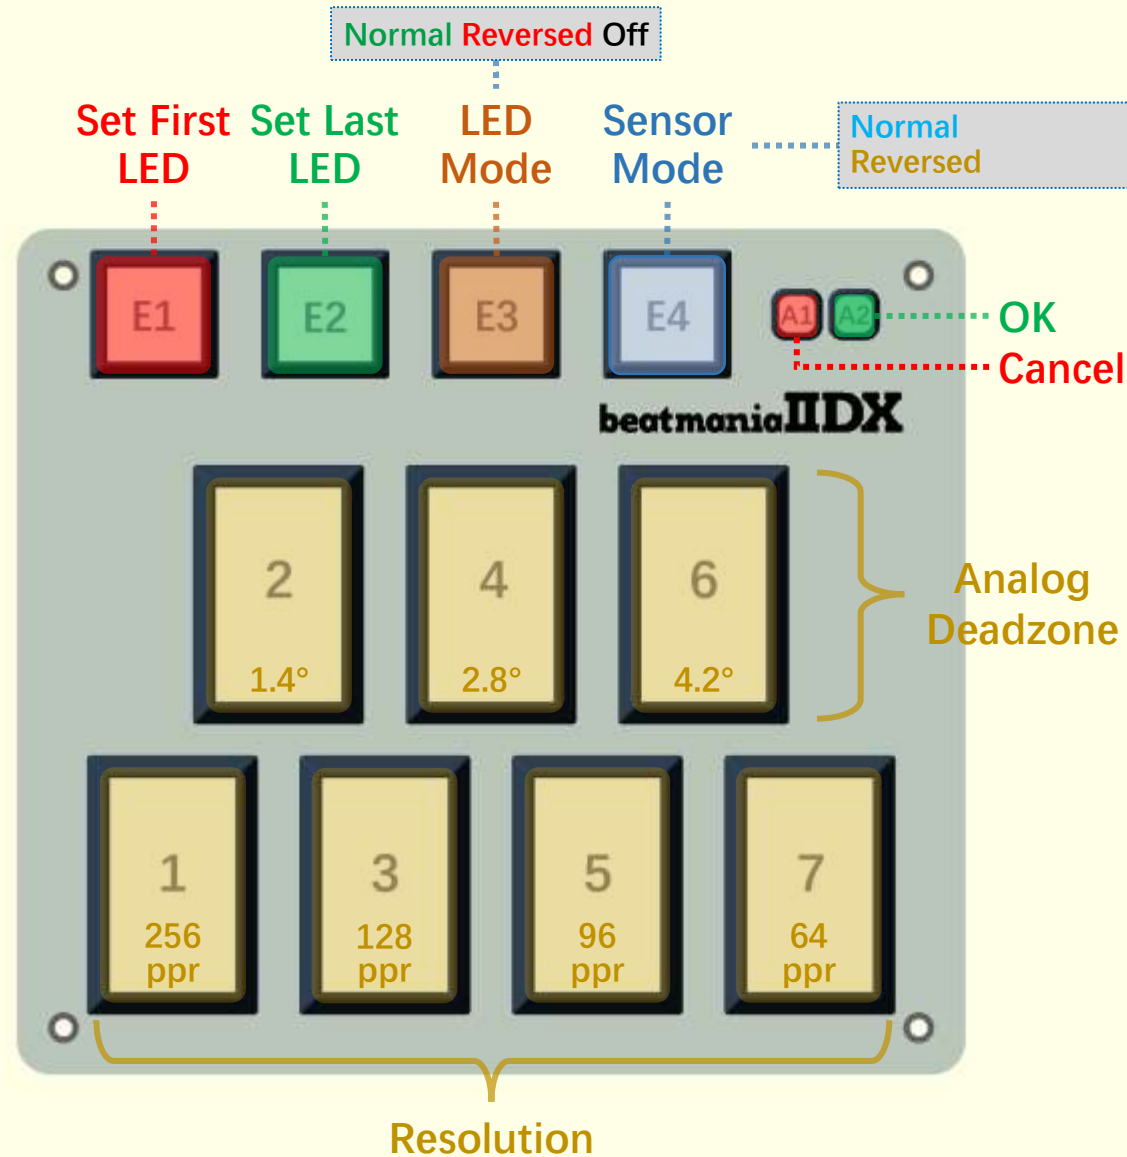 Normal Reversed Off
Set First
LED
Set Last
LED
LED
Mode
Sensor
Mode
Normal
Reversed
E1
E2
E3
E4
A1
A2
OK
Cancel
beatmania IIDX
2
1.4°
4
2.8°
6
4.2°
Analog
Deadzone
1
256
ppr
3
128
ppr
5
96
ppr
7
64
ppr
Resolution